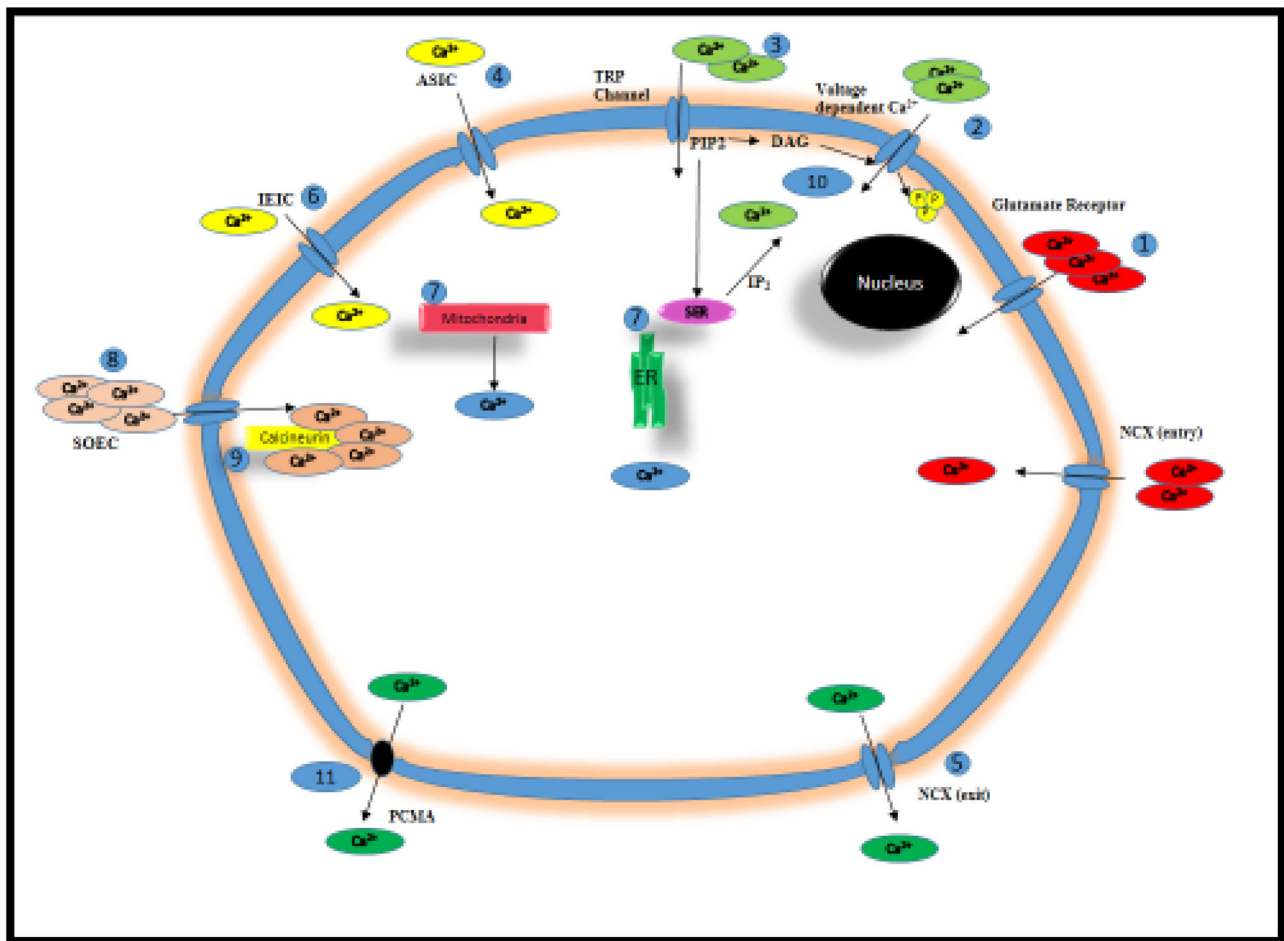 Ca²⁺
ASIC
4
TRP
Channel
Ca²⁺
Ca²⁺
3
Voltage
dependent Ca²⁺
Ca²⁺
Ca²⁺
2
PIP2
DAG
10
P
P
P
IEIC
6
Ca²⁺
Ca²⁺
Ca²⁺
Glutamate Receptor
Ca²⁺
Ca²⁺
Ca²⁺
1
Nucleus
7
Mitochondria
Ca²⁺
SER
7
ER
8
Ca²⁺
Ca²⁺
Ca²⁺
Ca²⁺
SOEC
Ca²⁺
Ca²⁺
Ca²⁺
Ca²⁺
Calcineurin
9
Ca²⁺
Ca²⁺
NCX (entry)
Ca²⁺
Ca²⁺
Ca²⁺
Ca²⁺
11
PCMA
Ca²⁺
Ca²⁺
5
NCX (exit)
Ca²⁺